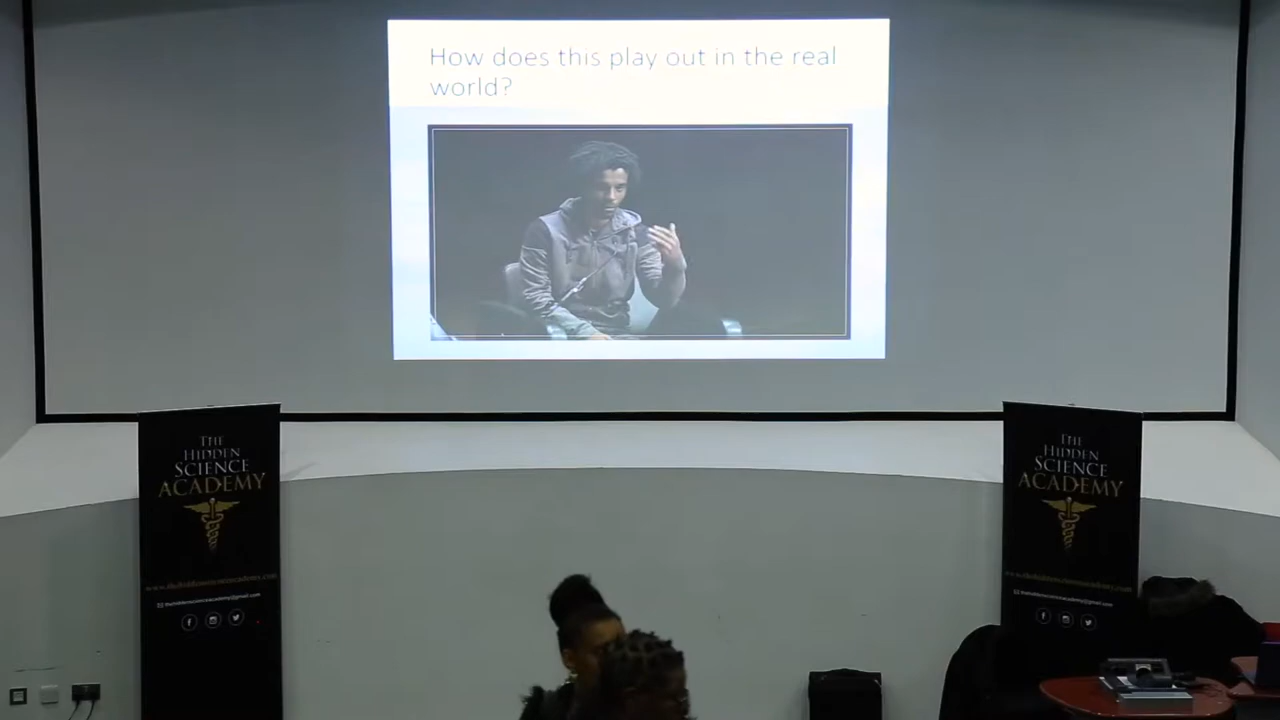 How does this play out in the real
world?
THE
HIDDEN
SCIENCE
ACADEMY
THE
HIDDEN
SCIENCE
ACADEMY